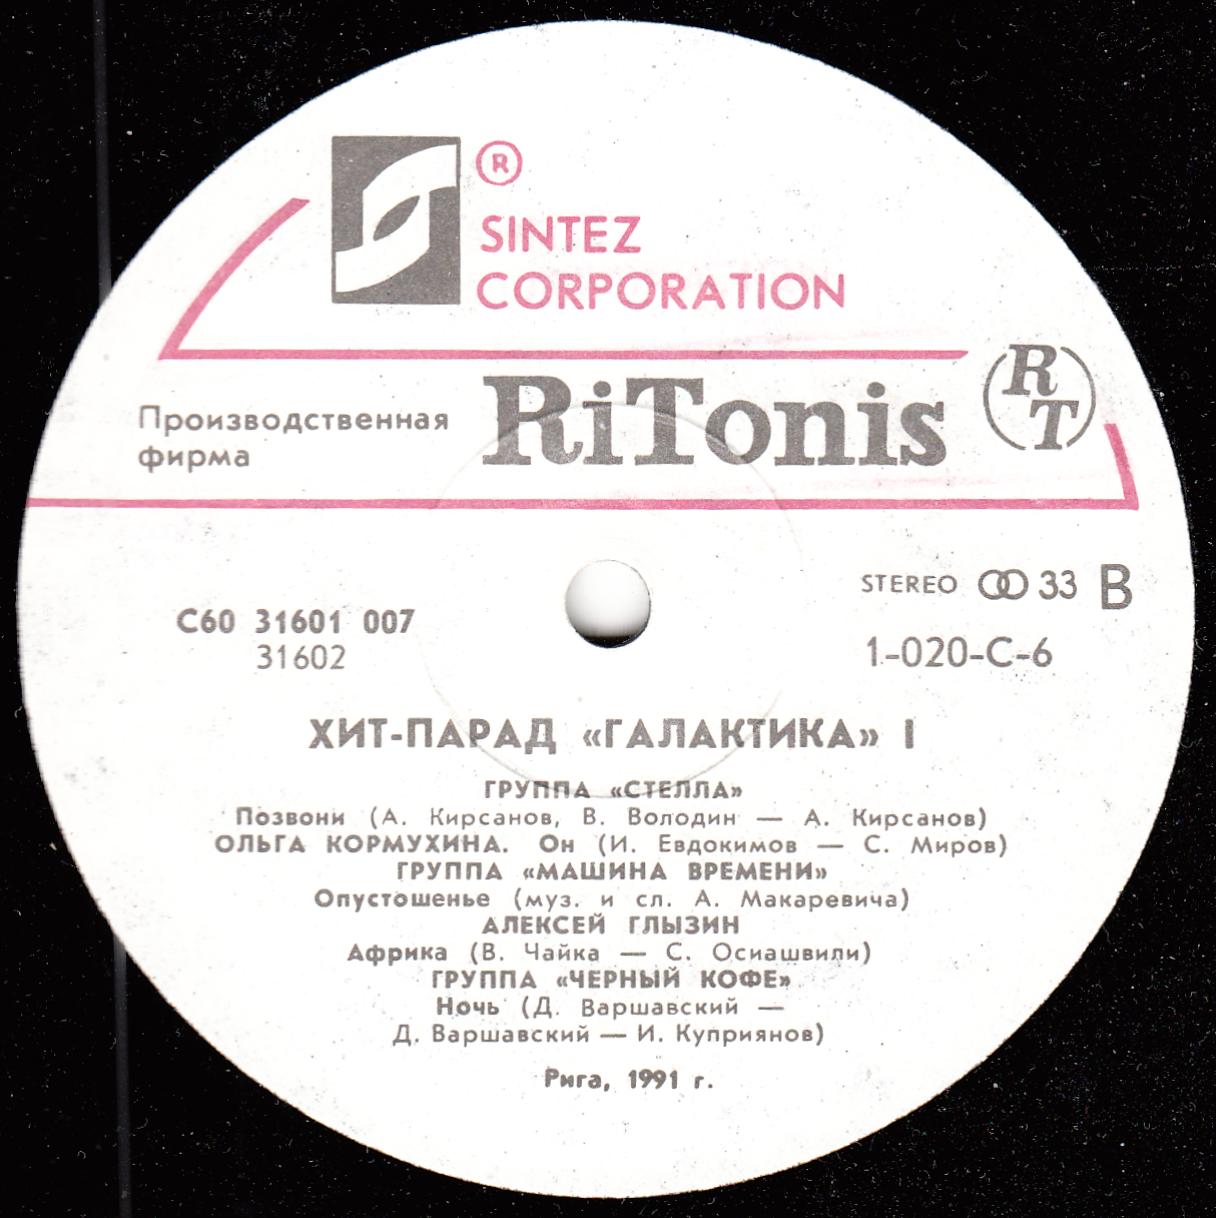 ®
SINTEZ
CORPORATION
Производственная
фирма
RiTonis
RT
STEREO 33 B
С60 31601 007
31602
1-020-С-6
ХИТ-ПАРАД «ГАЛАКТИКА» I
ГРУППА «СТЕЛЛА»
Позвони (А. Кирсанов, В. Володин — А. Кирсанов)
ОЛЬГА КОРМУХИНА. Он (И. Евдокимов — С. Миров)
ГРУППА «МАШИНА ВРЕМЕНИ»
Опустошенье (муз. и сл. А. Макаревича)
АЛЕКСЕЙ ГЛЫЗИН
Африка (В. Чайка — С. Осиашвили)
ГРУППА «ЧЕРНЫЙ КОФЕ»
Ночь (Д. Варшавский —
Д. Варшавский — И. Куприянов)
Рига, 1991 г.